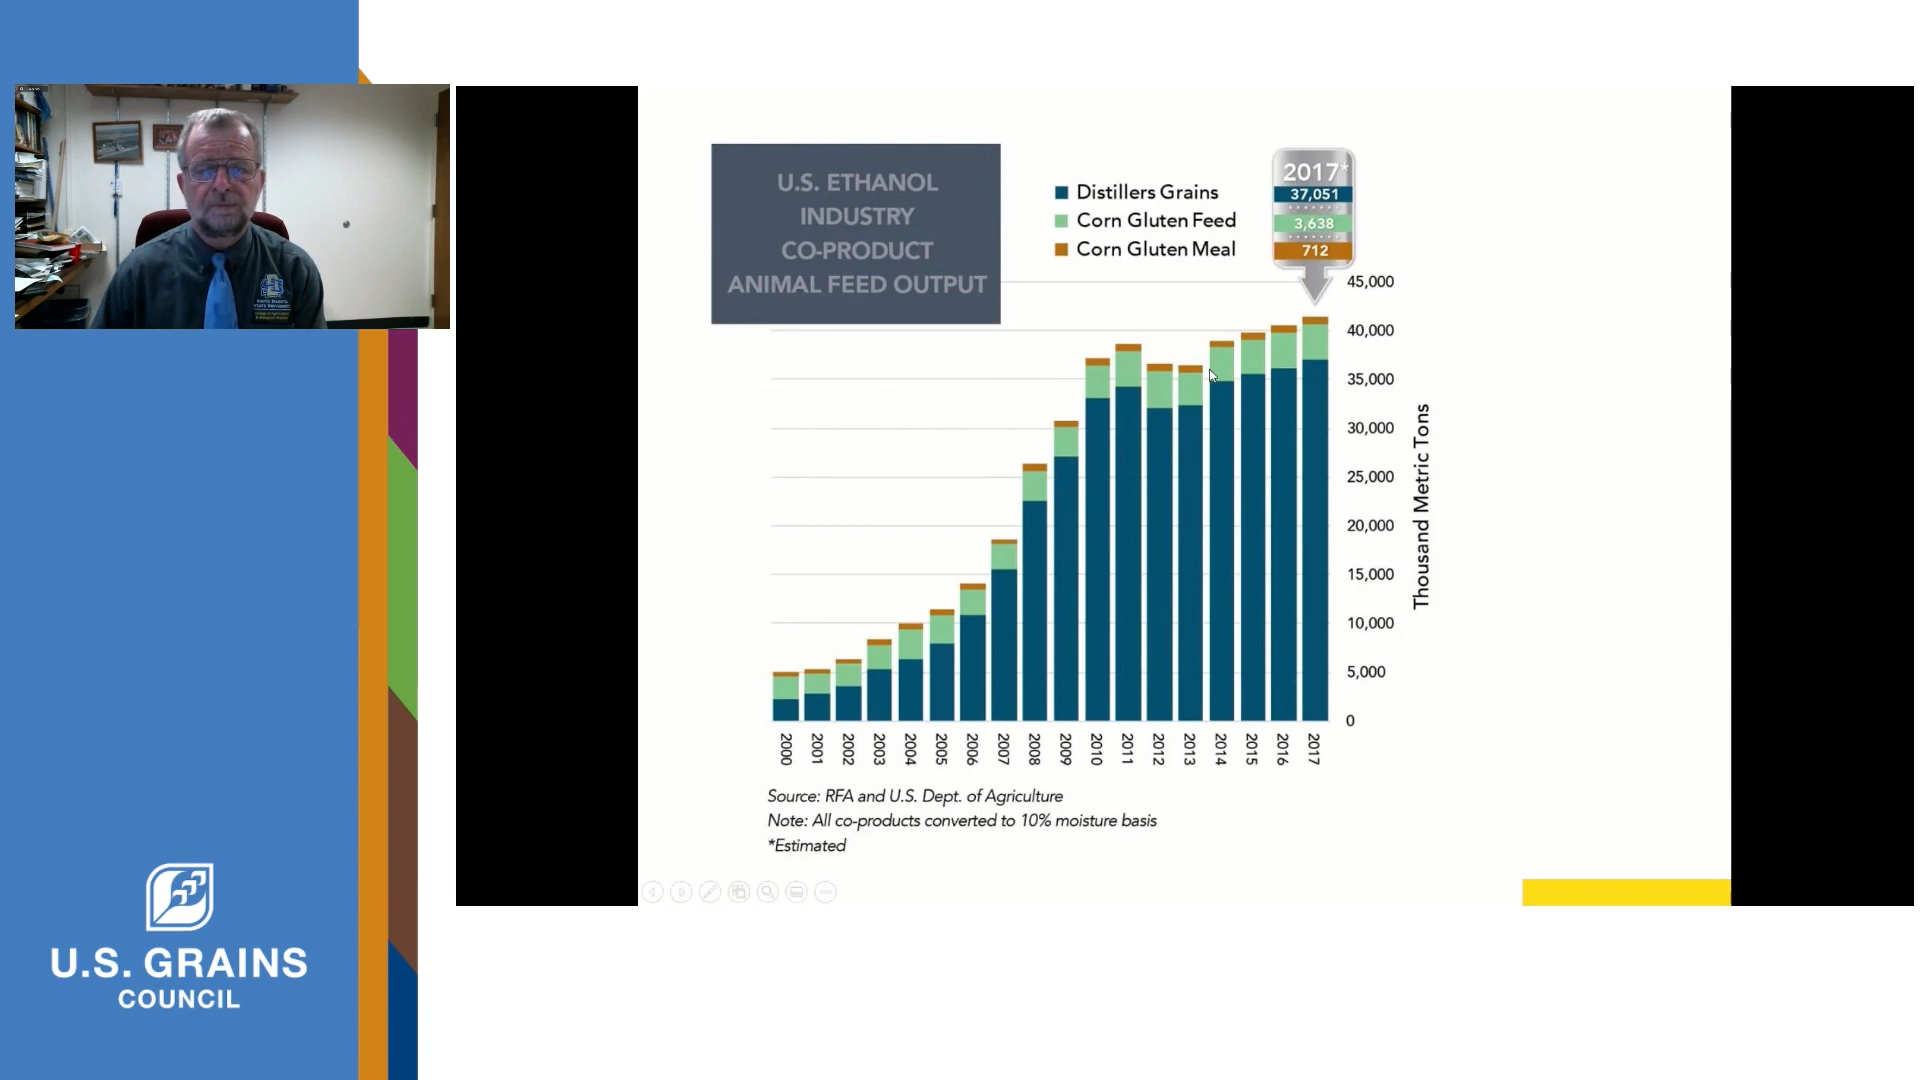 U.S. ETHANOL
INDUSTRY
CO-PRODUCT
ANIMAL FEED OUTPUT
Distillers Grains
Corn Gluten Feed
Corn Gluten Meal
2017*
37,051
3,638
712
45,000
40,000
35,000
30,000
25,000
20,000
15,000
10,000
5,000
0
Thousand Metric Tons
2000
2001
2002
2003
2004
2005
2006
2007
2008
2009
2010
2011
2012
2013
2014
2015
2016
2017
Source: RFA and U.S. Dept. of Agriculture
Note: All co-products converted to 10% moisture basis
*Estimated
SOUTH DAKOTA
STATE UNIVERSITY
U.S. GRAINS
COUNCIL